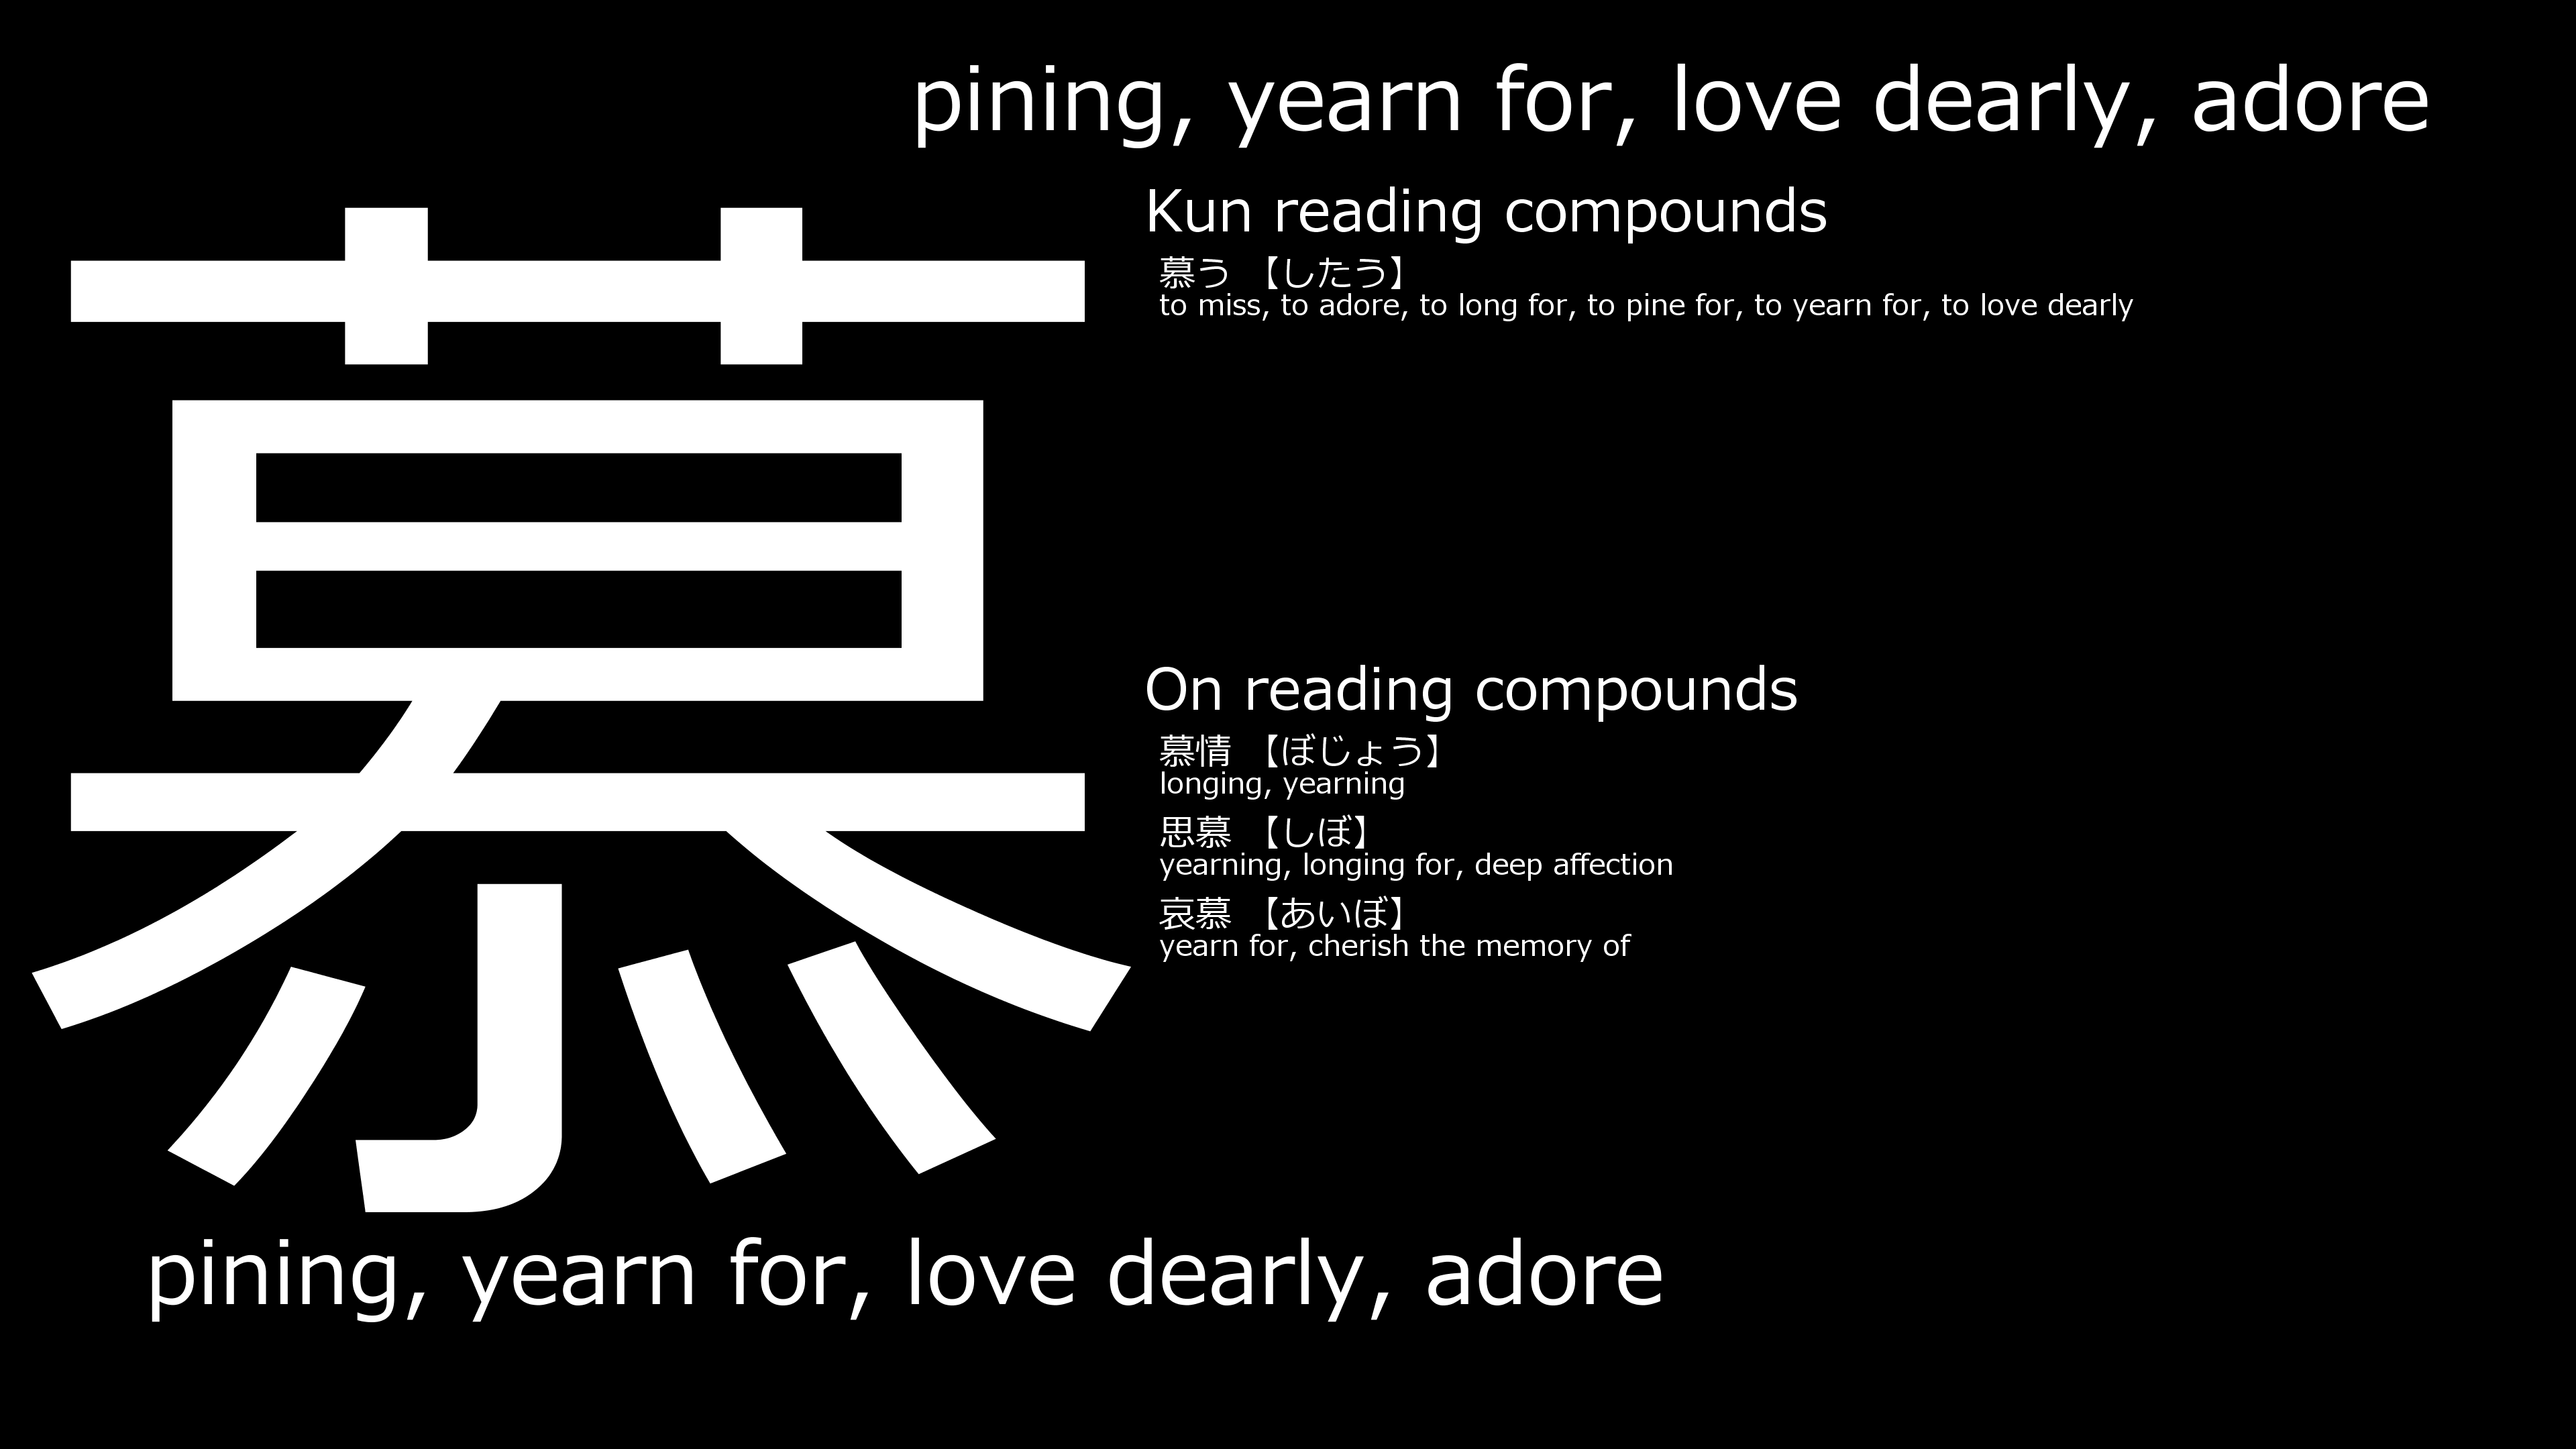 pining, yearn for, love dearly, adore
慕
Kun reading compounds
慕う 【したう】
to miss, to adore, to long for, to pine for, to yearn for, to love dearly
On reading compounds
慕情 【ぼじょう】
longing, yearning
思慕 【しぼ】
yearning, longing for, deep affection
哀慕 【あいぼ】
yearn for, cherish the memory of
pining, yearn for, love dearly, adore